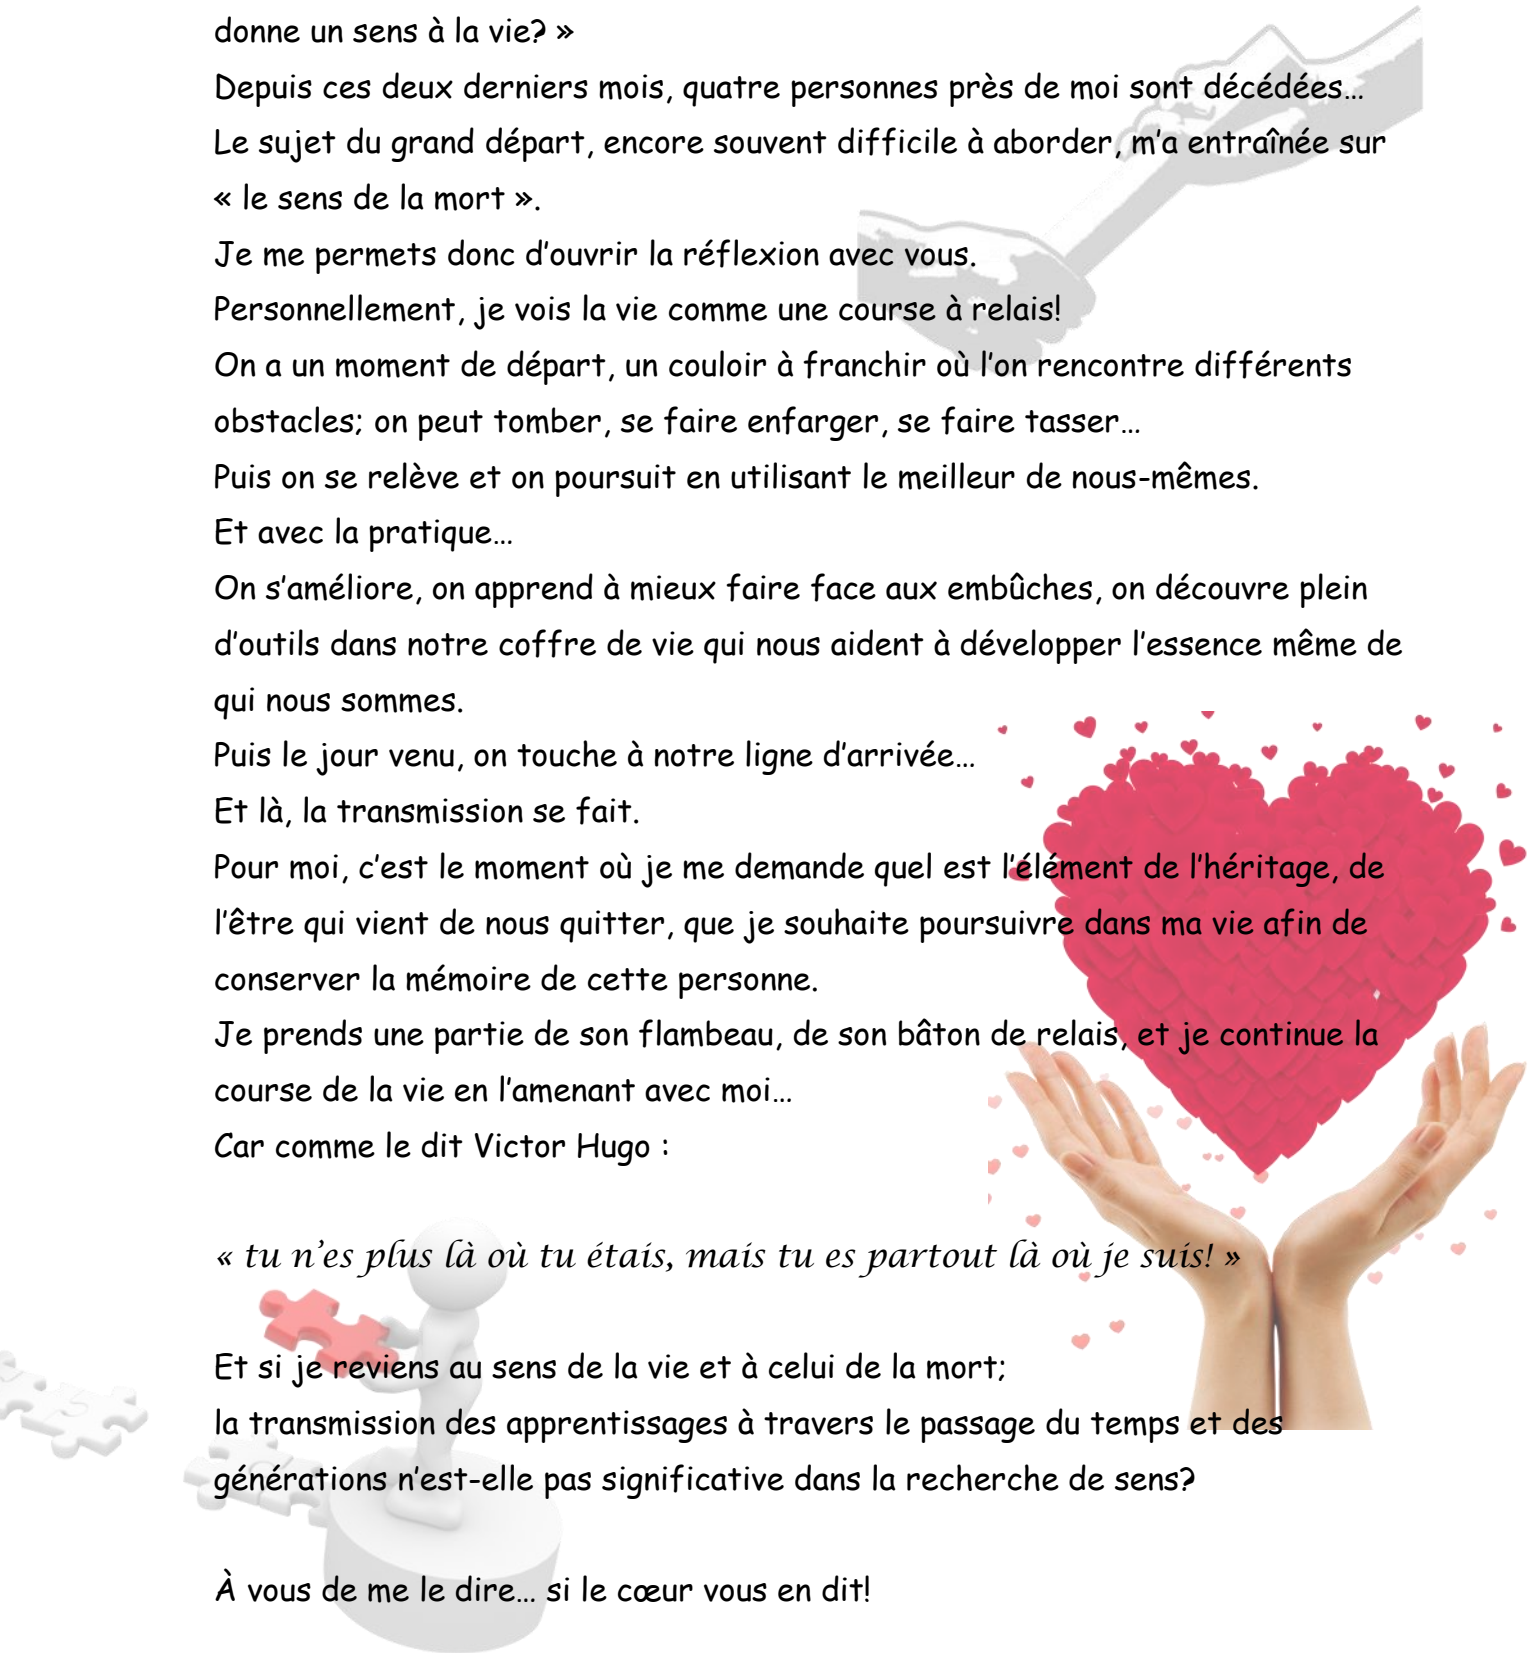 donne un sens à la vie? »
Depuis ces deux derniers mois, quatre personnes près de moi sont décédées…
Le sujet du grand départ, encore souvent difficile à aborder, m’a entraînée sur
« le sens de la mort ».
Je me permets donc d’ouvrir la réflexion avec vous.
Personnellement, je vois la vie comme une course à relais!
On a un moment de départ, un couloir à franchir où l’on rencontre différents
obstacles; on peut tomber, se faire enfarger, se faire tasser…
Puis on se relève et on poursuit en utilisant le meilleur de nous-mêmes.
Et avec la pratique…
On s’améliore, on apprend à mieux faire face aux embûches, on découvre plein
d’outils dans notre coffre de vie qui nous aident à développer l’essence même de
qui nous sommes.
Puis le jour venu, on touche à notre ligne d’arrivée…
Et là, la transmission se fait.
Pour moi, c’est le moment où je me demande quel est l’élément de l’héritage, de
l’être qui vient de nous quitter, que je souhaite poursuivre dans ma vie afin de
conserver la mémoire de cette personne.
Je prends une partie de son flambeau, de son bâton de relais, et je continue la
course de la vie en l’amenant avec moi…
Car comme le dit Victor Hugo :
« tu n’es plus là où tu étais, mais tu es partout là où je suis! »
Et si je reviens au sens de la vie et à celui de la mort;
la transmission des apprentissages à travers le passage du temps et des
générations n’est-elle pas significative dans la recherche de sens?
À vous de me le dire… si le cœur vous en dit!